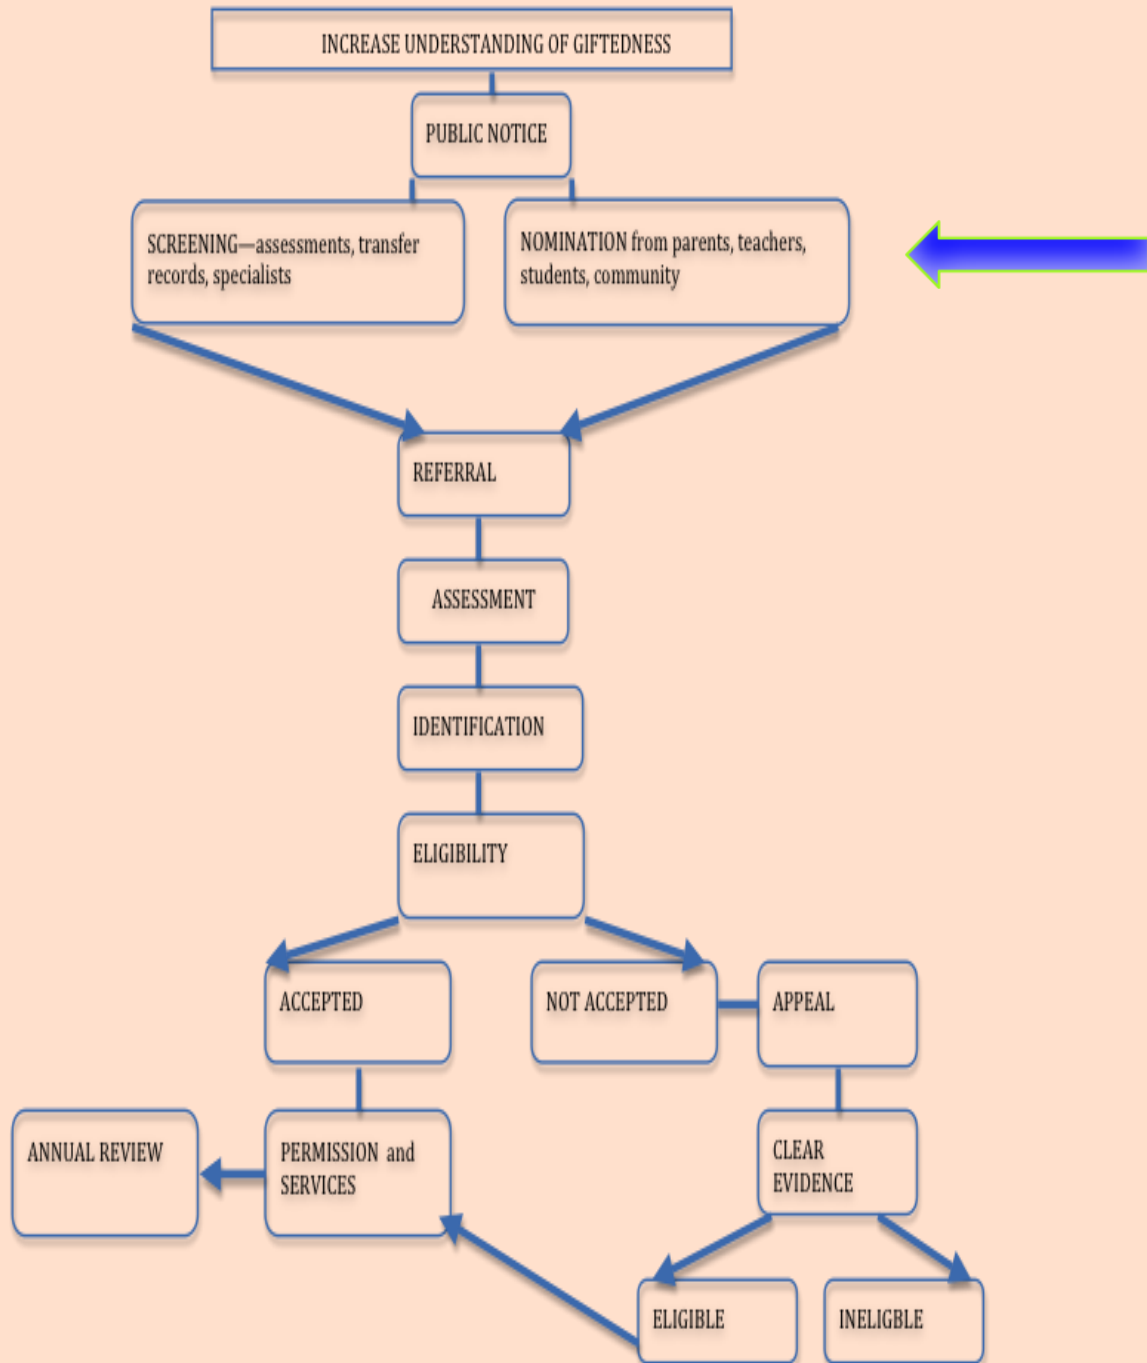 INCREASE UNDERSTANDING OF GIFTEDNESS
PUBLIC NOTICE
SCREENING—assessments, transfer
records, specialists
NOMINATION from parents, teachers,
students, community
REFERRAL
ASSESSMENT
IDENTIFICATION
ELIGIBILITY
ACCEPTED
NOT ACCEPTED
APPEAL
ANNUAL REVIEW
PERMISSION and
SERVICES
CLEAR
EVIDENCE
ELIGIBLE
INELIGBLE